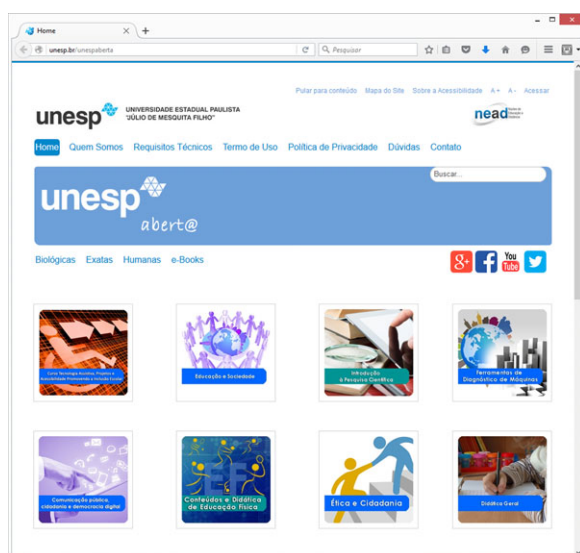 Home
unesp.br/unespaberta
Pesquisar
Pular para conteúdo Mapa do Site Sobre a Acessibilidade A+ A- Acessar
unesp
UNIVERSIDADE ESTADUAL PAULISTA
"JÚLIO DE MESQUITA FILHO"
nead
Home Quem Somos Requisitos Técnicos Termo de Uso Política de Privacidade Dúvidas Contato
Buscar...
unesp
abert@
Biológicas Exatas Humanas e-Books
g+ f You Tube
Educação e Sociedade
Introdução
à Pesquisa Científica
Ferramentas de
Diagnóstico de Máquinas
Comunicação pública,
cidadania e democracia digital
EF
Conteúdos e Didática
de Educação Física
Ética e Cidadania
Didática Geral